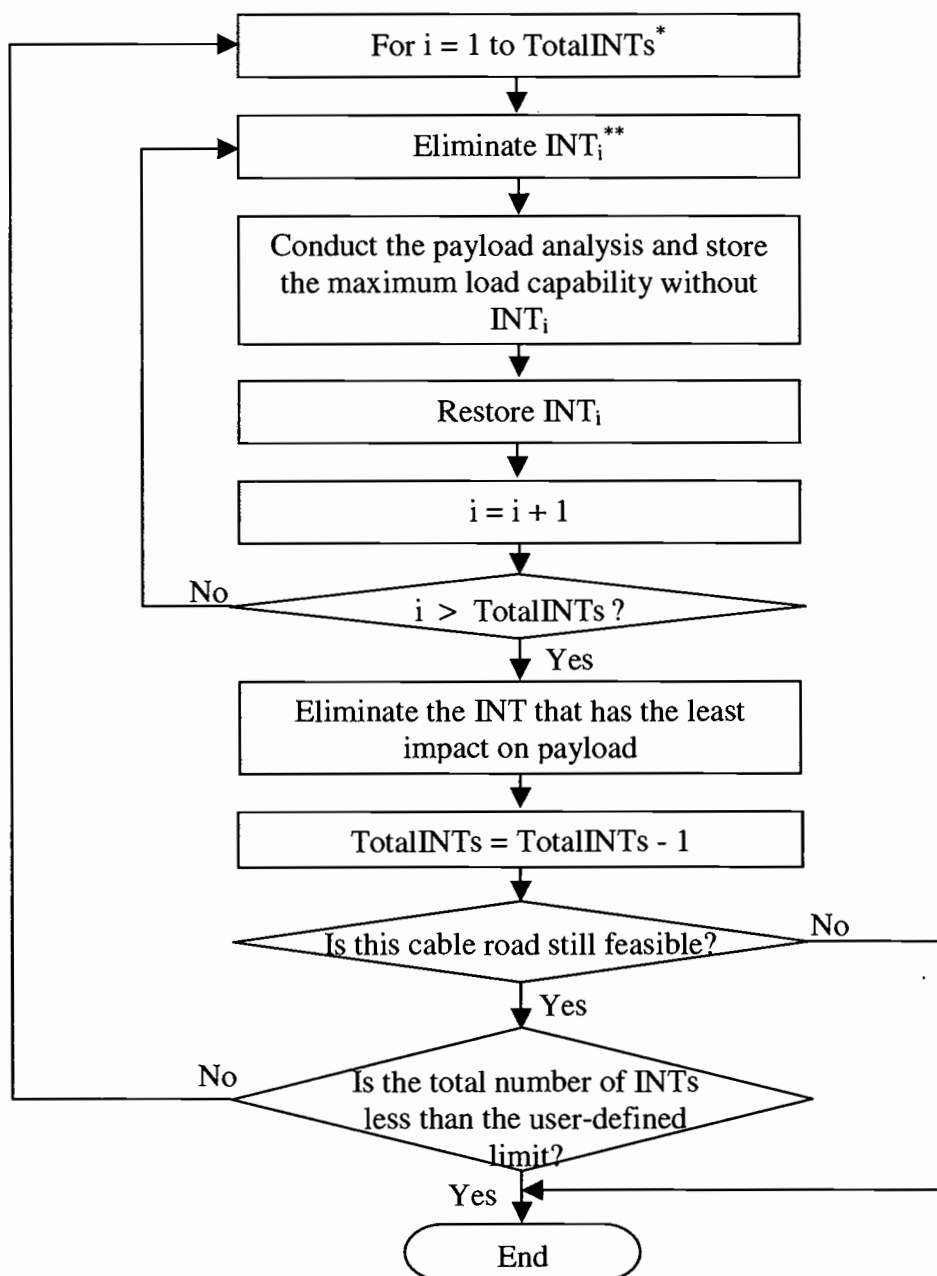 For i = 1 to TotalINTs*
Eliminate INTi**
Conduct the payload analysis and store
the maximum load capability without
INTi
Restore INTi
i = i + 1
No
i > TotalINTs ?
Yes
Eliminate the INT that has the least
impact on payload
TotalINTs = TotalINTs - 1
No
Is this cable road still feasible?
Yes
No
Is the total number of INTs
less than the user-defined
limit?
Yes
End